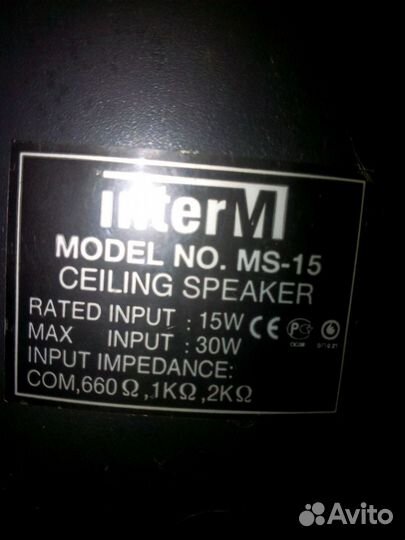 interM
MODEL NO. MS-15
CEILING SPEAKER
RATED INPUT : 15W CE
MAX INPUT : 30W
INPUT IMPEDANCE:
COM,660Ω,1KΩ,2KΩ
Avito